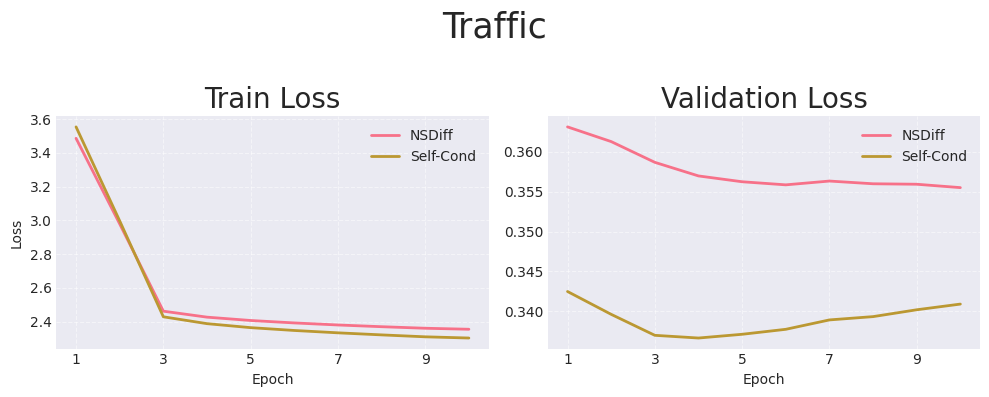 Traffic
Train Loss
3.6
3.4
3.2
3.0
2.8
2.6
2.4
Loss
1
3
5
7
9
Epoch
NSDiff
Self-Cond
Validation Loss
0.360
0.355
0.350
0.345
0.340
1
3
5
7
9
Epoch
NSDiff
Self-Cond